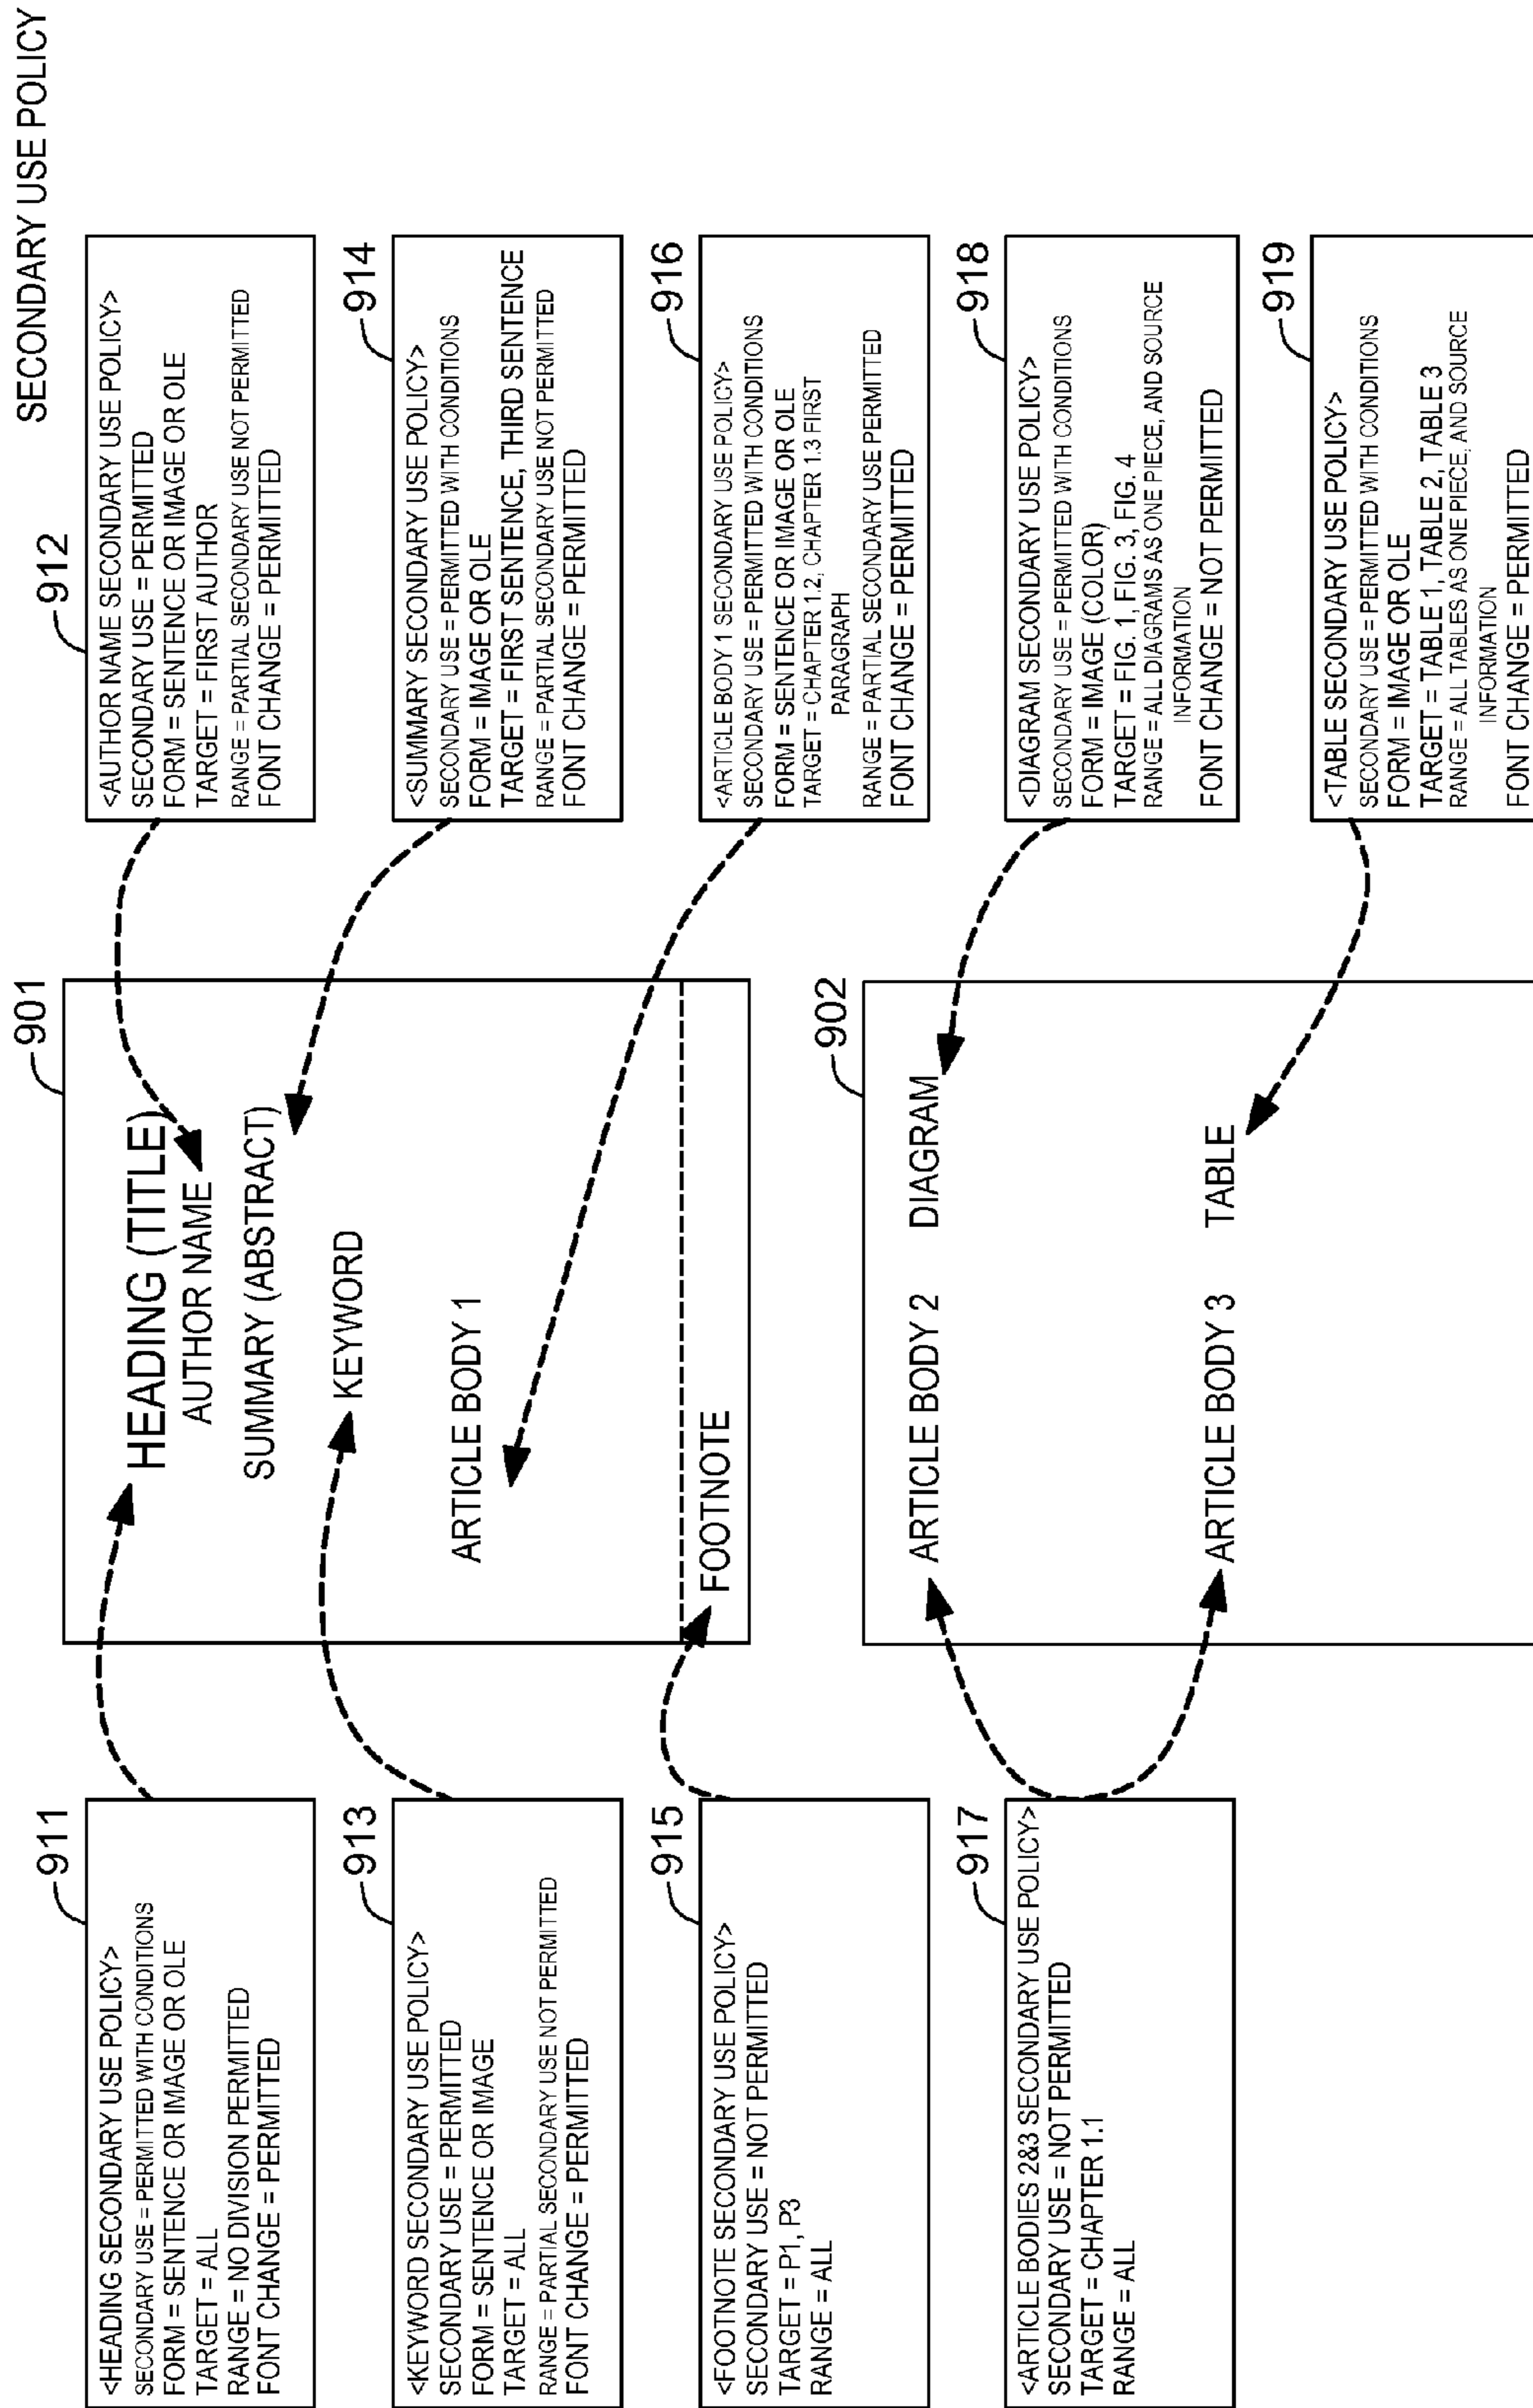 SECONDARY USE POLICY
911
<HEADING SECONDARY USE POLICY>
SECONDARY USE = PERMITTED WITH CONDITIONS
FORM = SENTENCE OR IMAGE OR OLE
TARGET = ALL
RANGE = NO DIVISION PERMITTED
FONT CHANGE = PERMITTED
913
<KEYWORD SECONDARY USE POLICY>
SECONDARY USE = PERMITTED
FORM = SENTENCE OR IMAGE
TARGET = ALL
RANGE = PARTIAL SECONDARY USE NOT PERMITTED
FONT CHANGE = PERMITTED
915
<FOOTNOTE SECONDARY USE POLICY>
SECONDARY USE = NOT PERMITTED
TARGET = P1, P3
RANGE = ALL
917
<ARTICLE BODIES 2&3 SECONDARY USE POLICY>
SECONDARY USE = NOT PERMITTED
TARGET = CHAPTER 1.1
RANGE = ALL
901
HEADING (TITLE)
AUTHOR NAME
SUMMARY (ABSTRACT)
KEYWORD
ARTICLE BODY 1
FOOTNOTE
902
ARTICLE BODY 2
DIAGRAM
ARTICLE BODY 3
TABLE
912
<AUTHOR NAME SECONDARY USE POLICY>
SECONDARY USE = PERMITTED
FORM = SENTENCE OR IMAGE OR OLE
TARGET = FIRST AUTHOR
RANGE = PARTIAL SECONDARY USE NOT PERMITTED
FONT CHANGE = PERMITTED
914
<SUMMARY SECONDARY USE POLICY>
SECONDARY USE = PERMITTED WITH CONDITIONS
FORM = IMAGE OR OLE
TARGET = FIRST SENTENCE, THIRD SENTENCE
RANGE = PARTIAL SECONDARY USE NOT PERMITTED
FONT CHANGE = PERMITTED
916
<ARTICLE BODY 1 SECONDARY USE POLICY>
SECONDARY USE = PERMITTED WITH CONDITIONS
FORM = SENTENCE OR IMAGE OR OLE
TARGET = CHAPTER 1.2, CHAPTER 1.3 FIRST
PARAGRAPH
RANGE = PARTIAL SECONDARY USE PERMITTED
FONT CHANGE = PERMITTED
918
<DIAGRAM SECONDARY USE POLICY>
SECONDARY USE = PERMITTED WITH CONDITIONS
FORM = IMAGE (COLOR)
TARGET = FIG. 1, FIG. 3, FIG. 4
RANGE = ALL DIAGRAMS AS ONE PIECE, AND SOURCE
INFORMATION
FONT CHANGE = NOT PERMITTED
919
<TABLE SECONDARY USE POLICY>
SECONDARY USE = PERMITTED WITH CONDITIONS
FORM = IMAGE OR OLE
TARGET = TABLE 1, TABLE 2, TABLE 3
RANGE = ALL TABLES AS ONE PIECE, AND SOURCE
INFORMATION
FONT CHANGE = PERMITTED